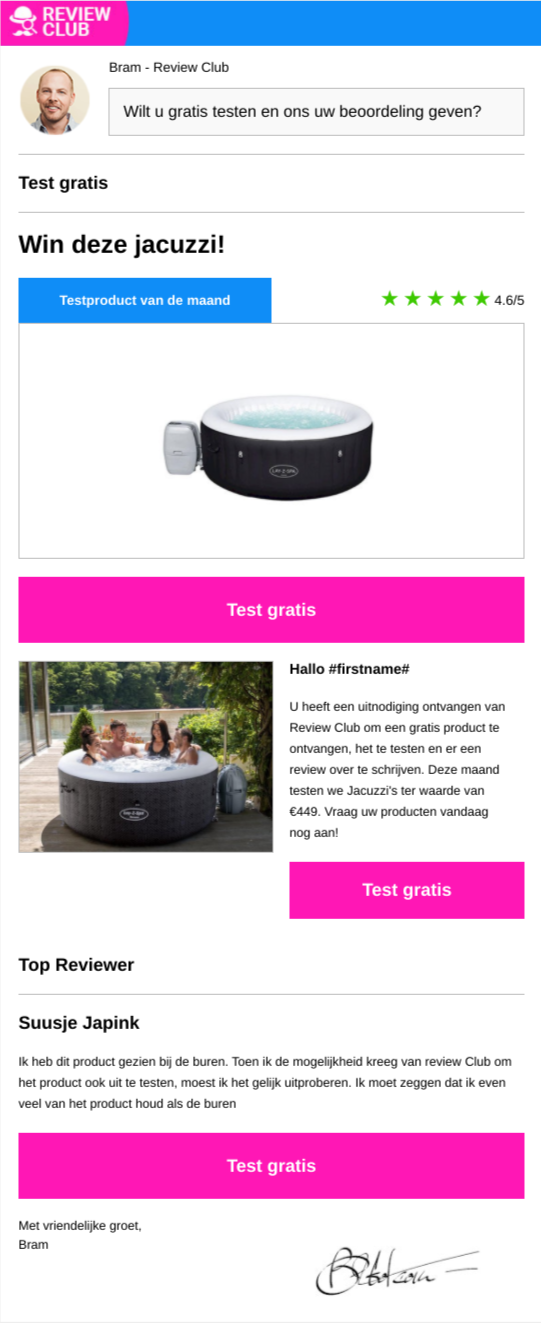 REVIEW
CLUB
Bram - Review Club
Wilt u gratis testen en ons uw beoordeling geven?
Test gratis
Win deze jacuzzi!
Testproduct van de maand
★ ★ ★ ★ ★ 4.6/5
LAY-Z-SPA
Test gratis
Hallo #firstname#
U heeft een uitnodiging ontvangen van
Review Club om een gratis product te
ontvangen, het te testen en er een
review over te schrijven. Deze maand
testen we Jacuzzi's ter waarde van
€449. Vraag uw producten vandaag
nog aan!
Test gratis
Top Reviewer
Suusje Japink
Ik heb dit product gezien bij de buren. Toen ik de mogelijkheid kreeg van review Club om
het product ook uit te testen, moest ik het gelijk uitproberen. Ik moet zeggen dat ik even
veel van het product houd als de buren
Test gratis
Met vriendelijke groet,
Bram